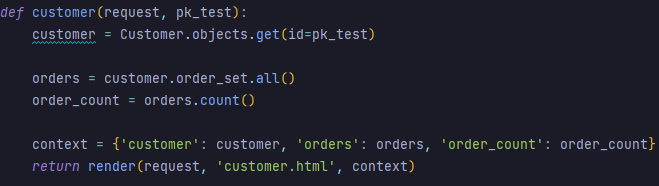 def customer(request, pk_test):
    customer = Customer.objects.get(id=pk_test)
    orders = customer.order_set.all()
    order_count = orders.count()
    context = {'customer': customer, 'orders': orders, 'order_count': order_count}
    return render(request, 'customer.html', context)